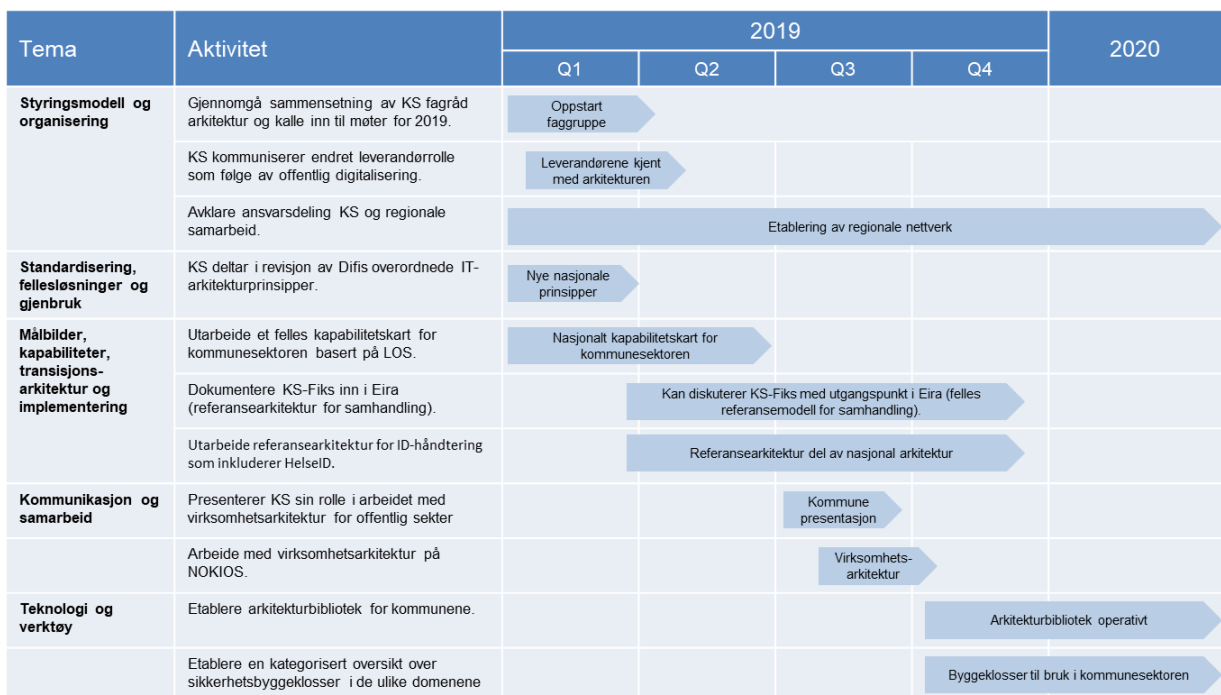 Tema
Aktivitet
2019
2020
Q1
Q2
Q3
Q4
Styringsmodell og
organisering
Gjennomgå sammensetning av KS fagråd
arkitektur og kalle inn til møter for 2019.
Oppstart
faggruppe
KS kommuniserer endret leverandørrolle
som følge av offentlig digitalisering.
Leverandørene kjent
med arkitekturen
Avklare ansvarsdeling KS og regionale
samarbeid.
Etablering av regionale nettverk
Standardisering,
fellesløsninger og
gjenbruk
KS deltar i revisjon av Difis overordnede IT-
arkitekturprinsipper.
Nye nasjonale
prinsipper
Målbilder,
kapabiliteter,
transisjons-
arkitektur og
implementering
Utarbeide et felles kapabilitetskart for
kommunesektoren basert på LOS.
Nasjonalt kapabilitetskart for
kommunesektoren
Dokumentere KS-Fiks inn i Eira
(referansearkitektur for samhandling).
Kan diskuterer KS-Fiks med utgangspunkt i Eira (felles
referansemodell for samhandling).
Utarbeide referansearkitektur for ID-håndtering
som inkluderer HelseID.
Referansearkitektur del av nasjonal arkitektur
Kommunikasjon og
samarbeid
Presenterer KS sin rolle i arbeidet med
virksomhetsarkitektur for offentlig sekter
Kommune
presentasjon
Arbeide med virksomhetsarkitektur på
NOKIOS.
Virksomhets-
arkitektur
Teknologi og
verktøy
Etablere arkitekturbibliotek for kommunene.
Arkitekturbibliotek operativt
Etablere en kategorisert oversikt over
sikkerhetsbyggeklosser i de ulike domenene
Byggeklosser til bruk i kommunesektoren